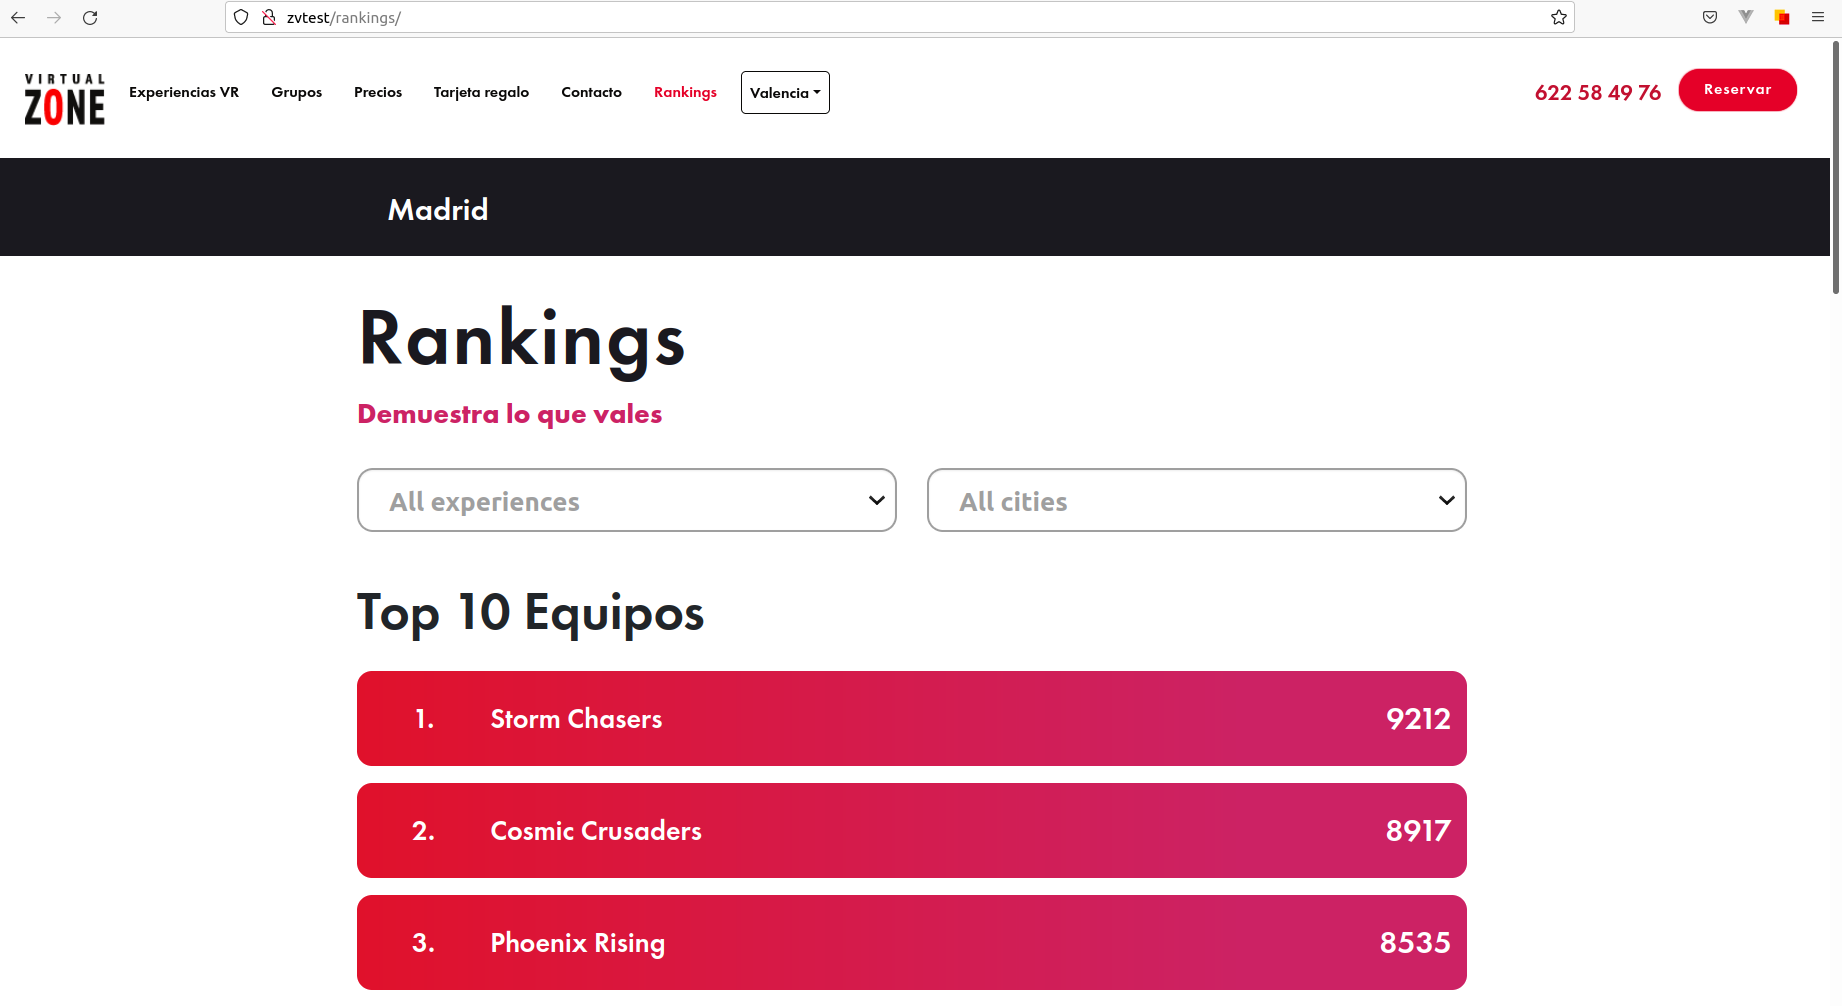 zvtest/rankings/
VIRTUAL
ZONE
Experiencias VR
Grupos
Precios
Tarjeta regalo
Contacto
Rankings
Valencia
622 58 49 76
Reservar
Madrid
Rankings
Demuestra lo que vales
All experiences
All cities
Top 10 Equipos
1. Storm Chasers 9212
2. Cosmic Crusaders 8917
3. Phoenix Rising 8535